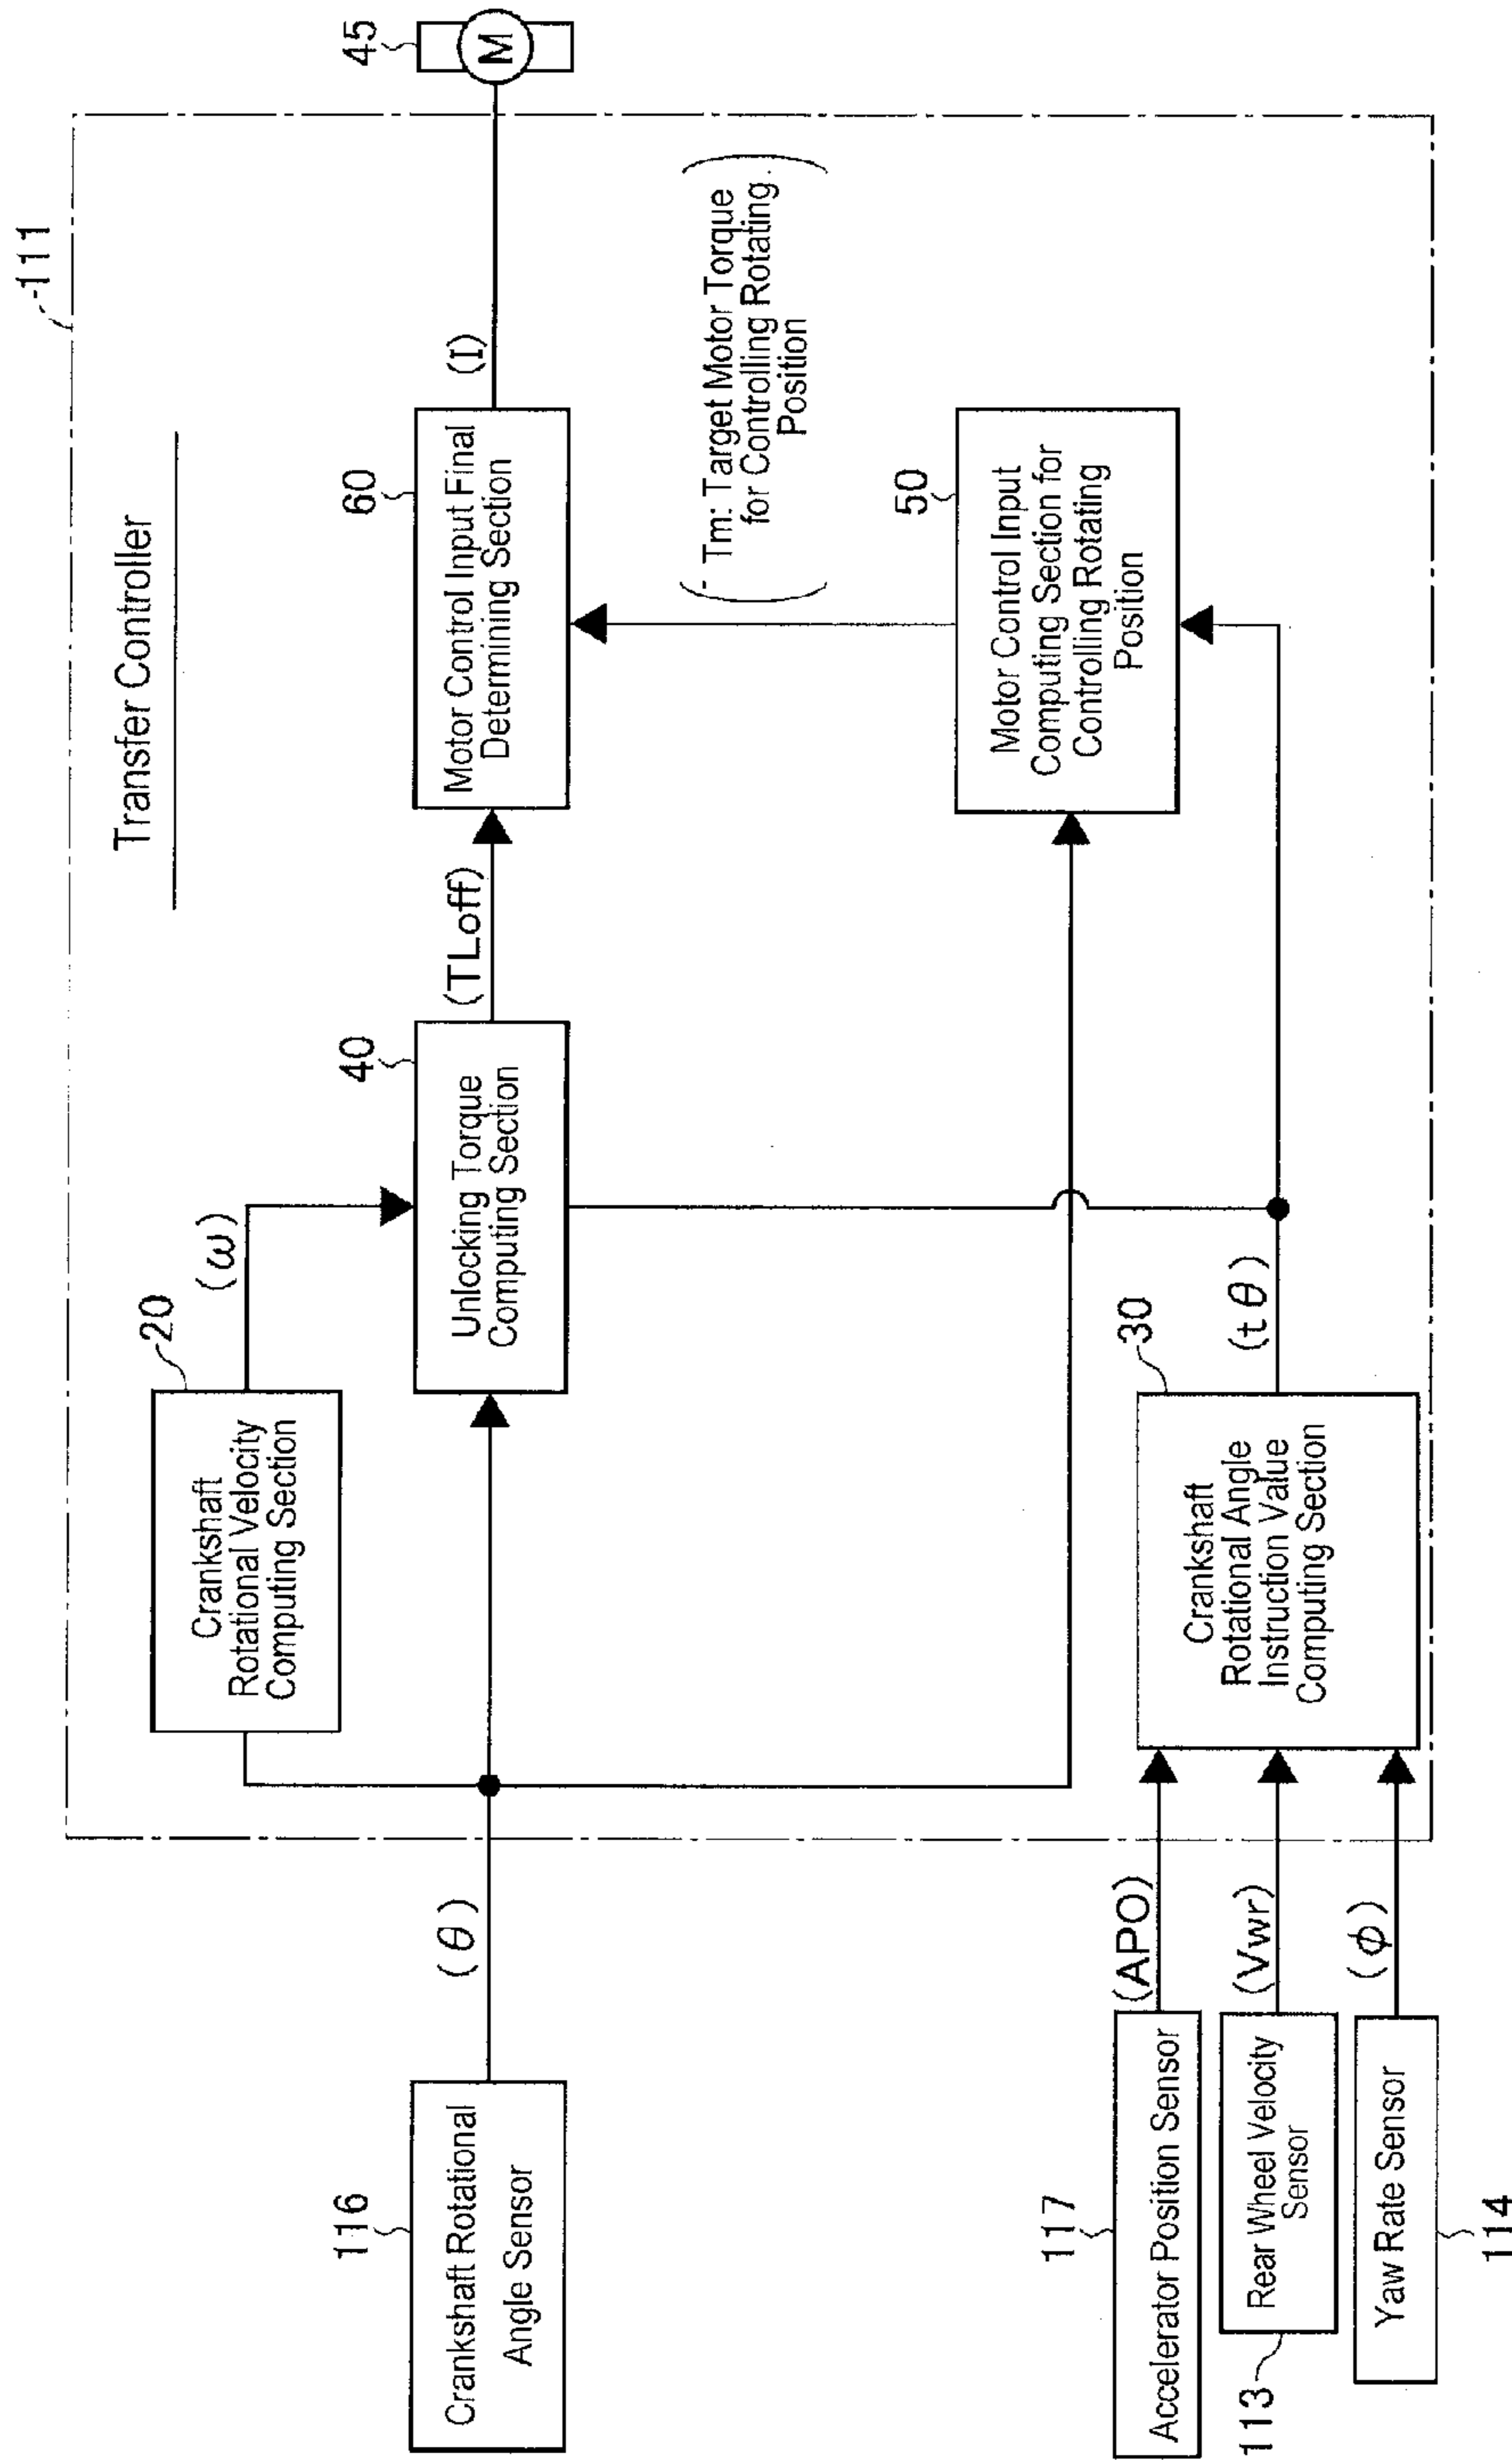 111
Transfer Controller
20
Crankshaft
Rotational Velocity
Computing Section
(ω)
116
Crankshaft Rotational
Angle Sensor
(θ)
40
Unlocking Torque
Computing Section
(TLoff)
60
Motor Control Input Final
Determining Section
(I)
45
M
Tm: Target Motor Torque
for Controlling Rotating
Position
50
Motor Control Input
Computing Section for
Controlling Rotating
Position
117
Accelerator Position Sensor
(APO)
113
Rear Wheel Velocity
Sensor
(Vwr)
Yaw Rate Sensor
114
(ϕ)
30
Crankshaft
Rotational Angle
Instruction Value
Computing Section
(tθ)